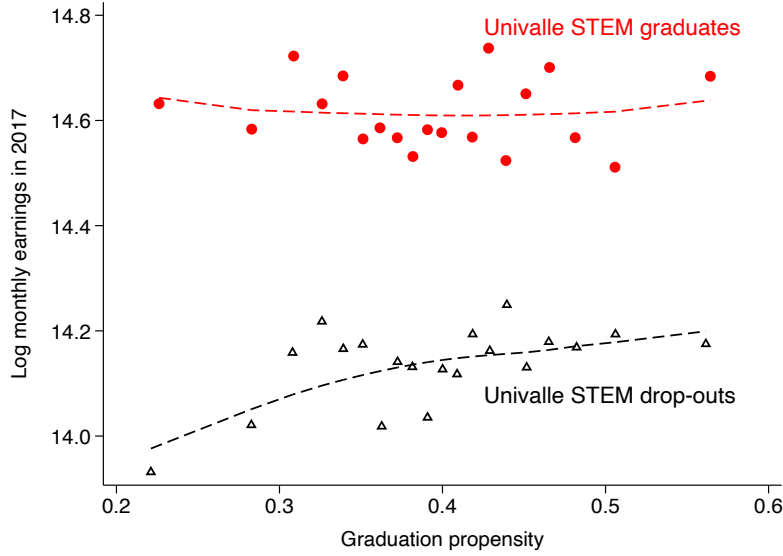 Univalle STEM graduates
Log monthly earnings in 2017
14.8
14.6
14.4
14.2
14.0
Univalle STEM drop-outs
0.2
0.3
0.4
0.5
0.6
Graduation propensity